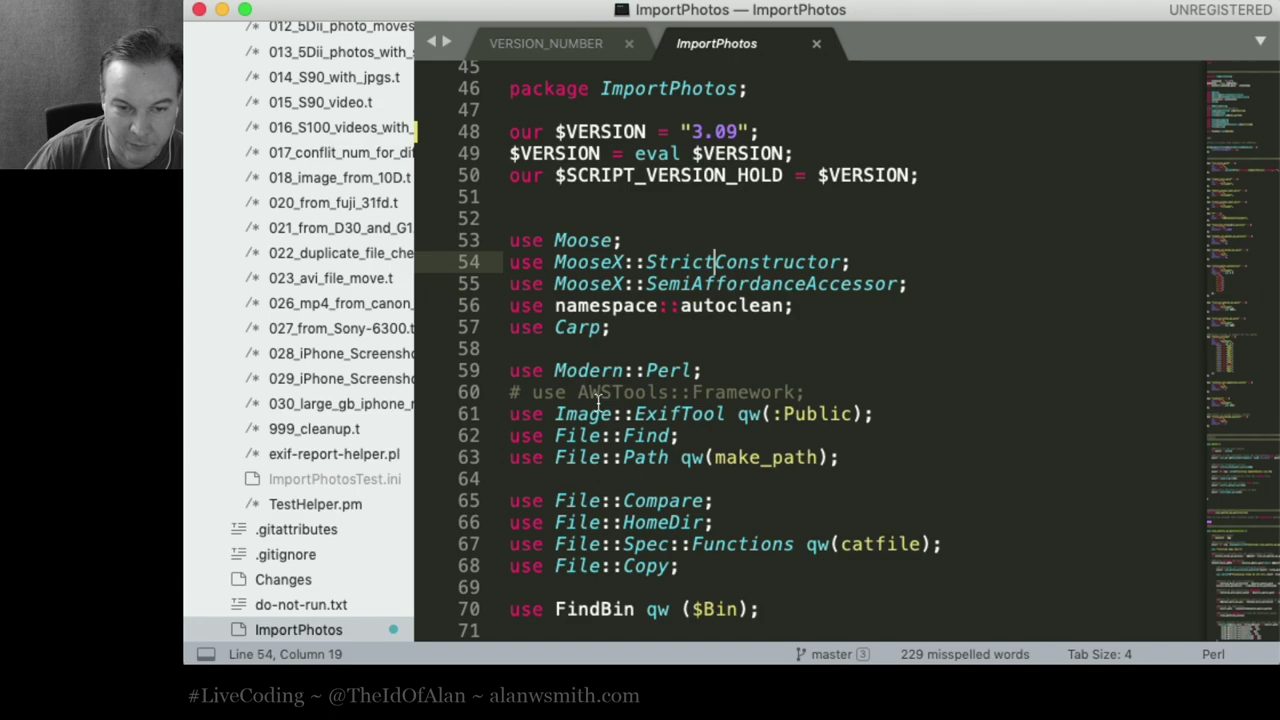 ImportPhotos — ImportPhotos
UNREGISTERED
012_5Dii_photo_moves
013_5Dii_photos_with_
014_S90_with_jpgs.t
015_S90_video.t
016_S100_videos_with_
017_conflit_num_for_dif
018_image_from_10D.t
020_from_fuji_31fd.t
021_from_D30_and_G1
022_duplicate_file_che
023_avi_file_move.t
026_mp4_from_canon_
027_from_Sony-6300.t
028_iPhone_Screensho
029_iPhone_Screensho
030_large_gb_iphone_r
999_cleanup.t
exif-report-helper.pl
ImportPhotosTest.ini
TestHelper.pm
.gitattributes
.gitignore
Changes
do-not-run.txt
ImportPhotos
VERSION_NUMBER ×
ImportPhotos ×
45
46 package ImportPhotos;
47
48 our $VERSION = "3.09";
49 $VERSION = eval $VERSION;
50 our $SCRIPT_VERSION_HOLD = $VERSION;
51
52
53 use Moose;
54 use MooseX::StrictConstructor;
55 use MooseX::SemiAffordanceAccessor;
56 use namespace::autoclean;
57 use Carp;
58
59 use Modern::Perl;
60 # use AWSTools::Framework;
61 use Image::ExifTool qw(:Public);
62 use File::Find;
63 use File::Path qw(make_path);
64
65 use File::Compare;
66 use File::HomeDir;
67 use File::Spec::Functions qw(catfile);
68 use File::Copy;
69
70 use FindBin qw ($Bin);
71
Line 54, Column 19
master 3
229 misspelled words
Tab Size: 4
Perl
#LiveCoding ~ @TheIdOfAlan ~ alanwsmith.com